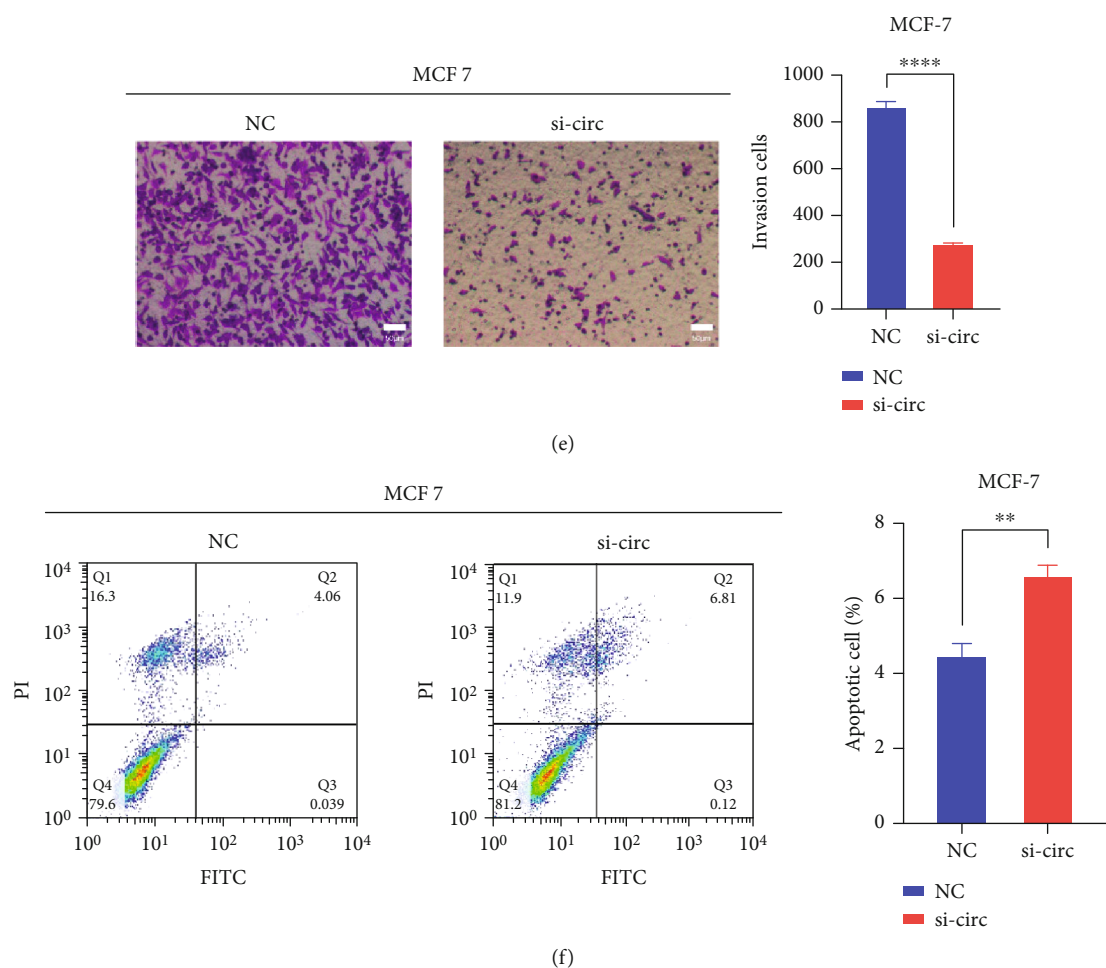 MCF 7
NC
si-circ
50μm
50μm
MCF-7
****
1000
800
600
400
200
0
Invasion cells
NC
si-circ
NC
si-circ
(e)
MCF 7
NC
si-circ
Q1
16.3
Q2
4.06
Q4
79.6
Q3
0.039
10⁴
10³
10²
10¹
10⁰
PI
10⁰ 10¹ 10² 10³ 10⁴
FITC
Q1
11.9
Q2
6.81
Q4
81.2
Q3
0.12
10⁴
10³
10²
10¹
10⁰
PI
10⁰ 10¹ 10² 10³ 10⁴
FITC
MCF-7
**
8
6
4
2
0
Apoptotic cell (%)
NC
si-circ
NC
si-circ
(f)